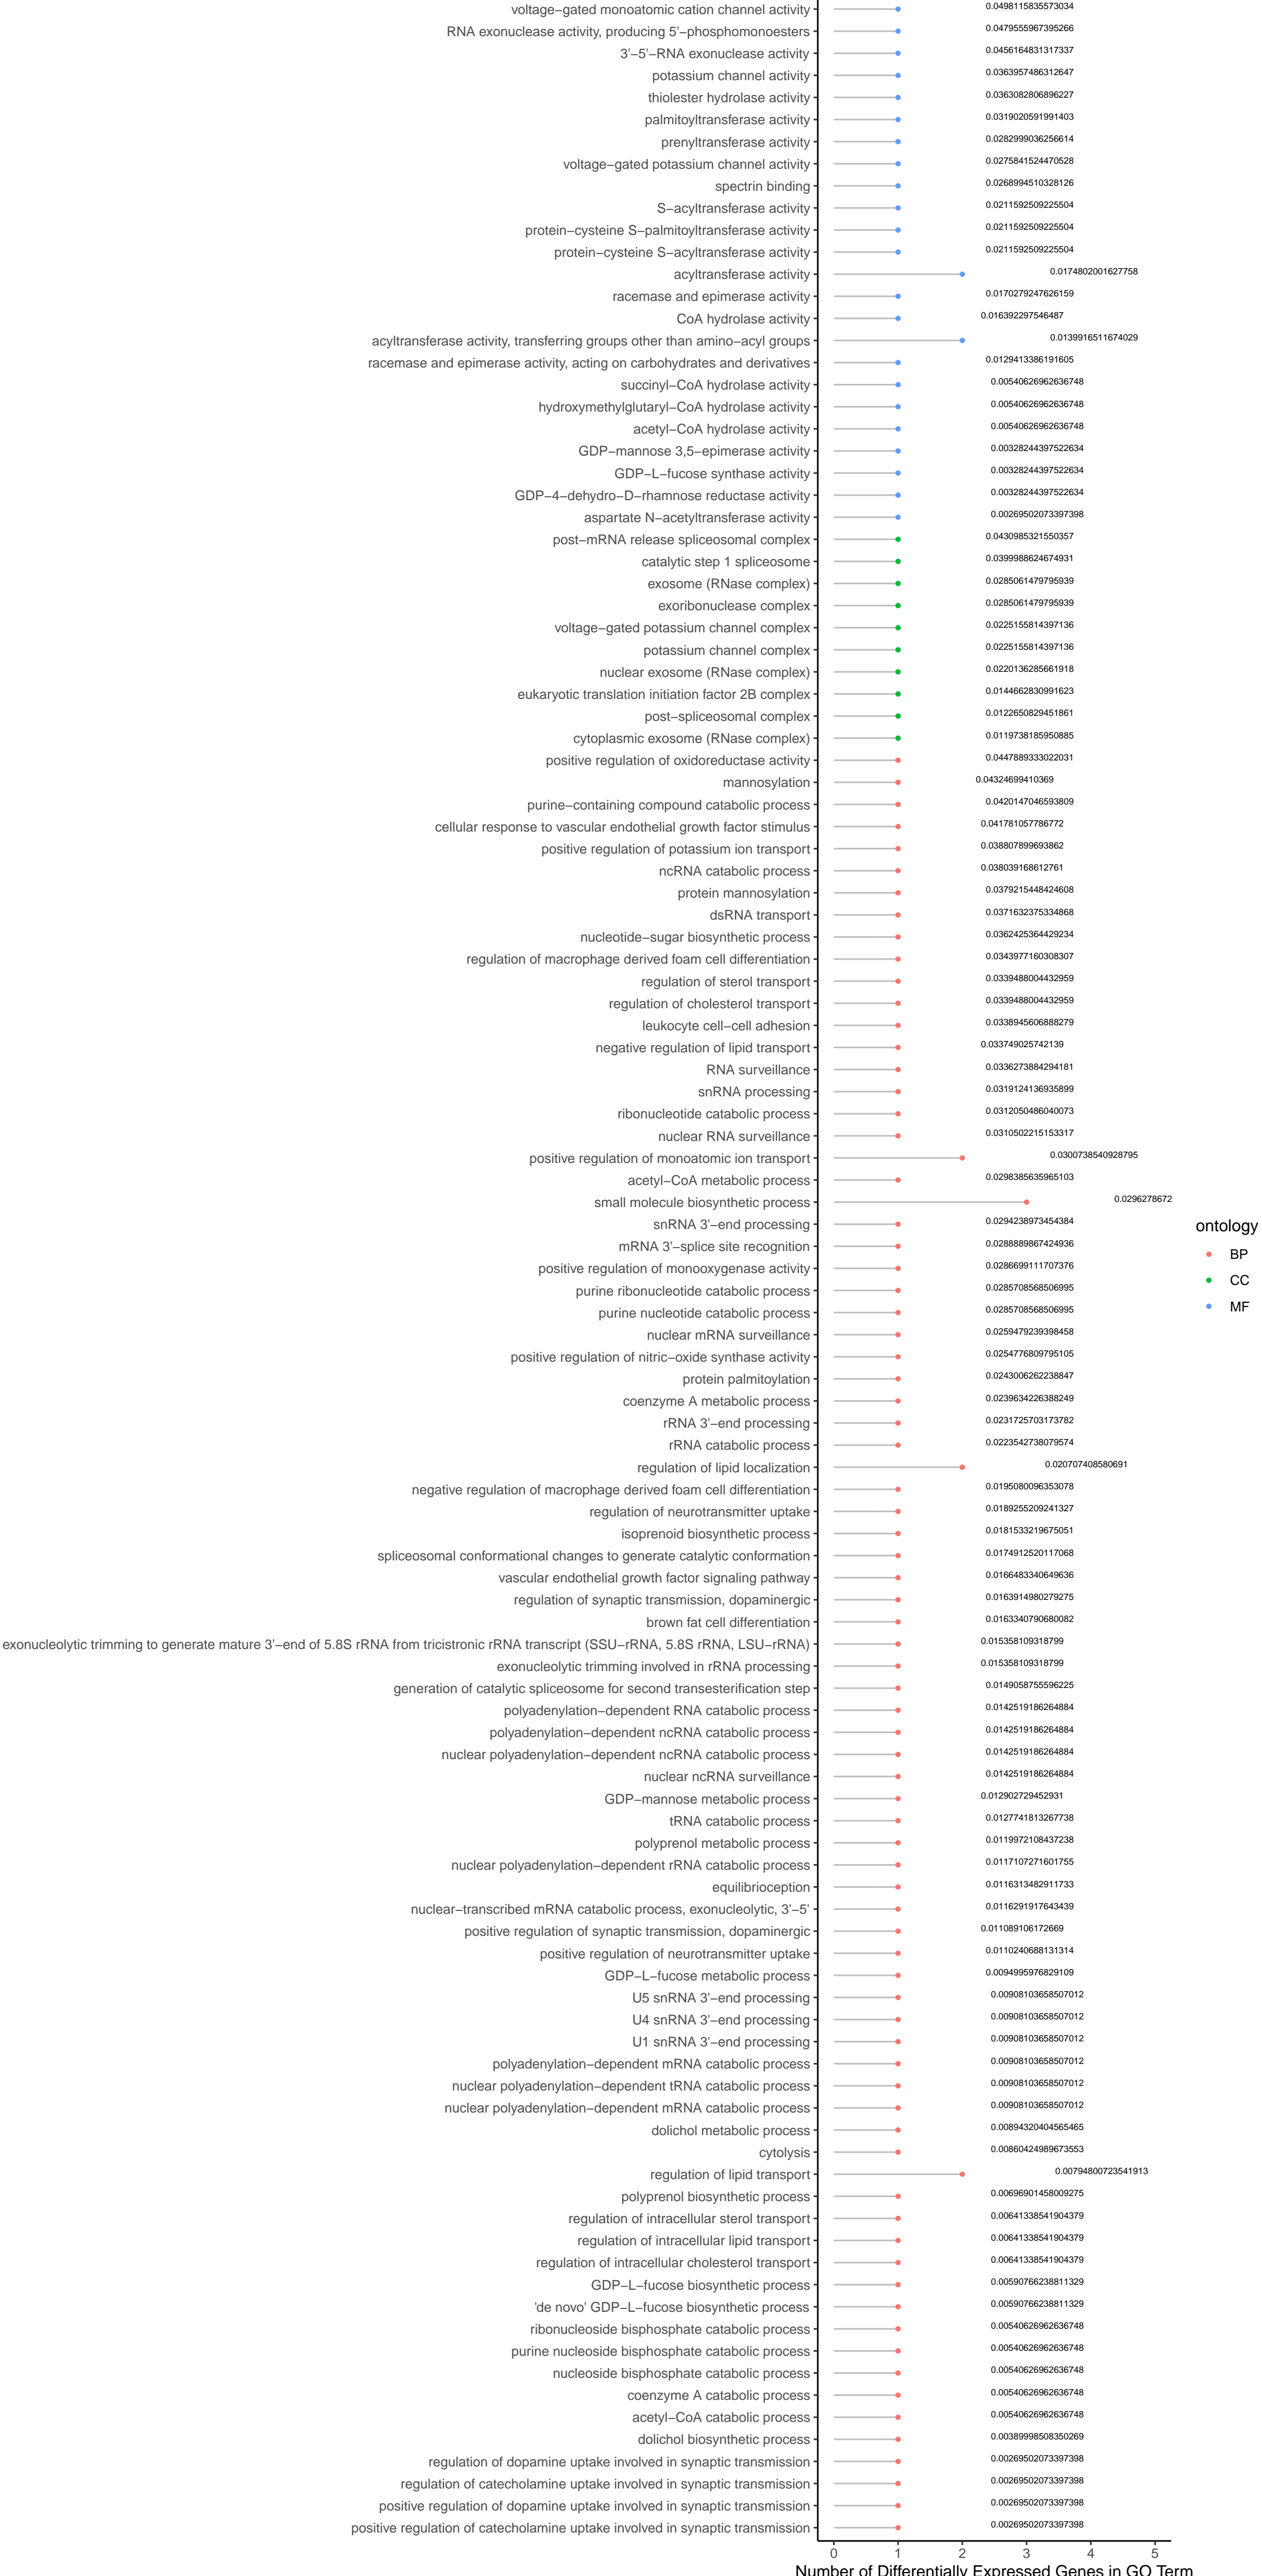 voltage−gated monoatomic cation channel activity 0.0498115835573034
RNA exonuclease activity, producing 5'−phosphomonoesters 0.0479555967395266
3'−5'−RNA exonuclease activity 0.0456164831317337
potassium channel activity 0.0363957486312647
thiolester hydrolase activity 0.0363082806896227
palmitoyltransferase activity 0.0319020591991403
prenyltransferase activity 0.0282999036256614
voltage−gated potassium channel activity 0.0275841524470528
spectrin binding 0.0268994510328126
S−acyltransferase activity 0.0211592509225504
protein−cysteine S−palmitoyltransferase activity 0.0211592509225504
protein−cysteine S−acyltransferase activity 0.0211592509225504
acyltransferase activity 0.0174802001627758
racemase and epimerase activity 0.0170279247626159
CoA hydrolase activity 0.016392297546487
acyltransferase activity, transferring groups other than amino−acyl groups 0.0139916511674029
racemase and epimerase activity, acting on carbohydrates and derivatives 0.0129413386191605
succinyl−CoA hydrolase activity 0.00540626962636748
hydroxymethylglutaryl−CoA hydrolase activity 0.00540626962636748
acetyl−CoA hydrolase activity 0.00540626962636748
GDP−mannose 3,5−epimerase activity 0.00328244397522634
GDP−L−fucose synthase activity 0.00328244397522634
GDP−4−dehydro−D−rhamnose reductase activity 0.00328244397522634
aspartate N−acetyltransferase activity 0.00269502073397398
post−mRNA release spliceosomal complex 0.0430985321550357
catalytic step 1 spliceosome 0.0399988624674931
exosome (RNase complex) 0.0285061479795939
exoribonuclease complex 0.0285061479795939
voltage−gated potassium channel complex 0.0225155814397136
potassium channel complex 0.0225155814397136
nuclear exosome (RNase complex) 0.0220136285661918
eukaryotic translation initiation factor 2B complex 0.0144662830991623
post−spliceosomal complex 0.0122650829451861
cytoplasmic exosome (RNase complex) 0.0119738185950885
positive regulation of oxidoreductase activity 0.0447889333022031
mannosylation 0.04324699410369
purine−containing compound catabolic process 0.0420147046593809
cellular response to vascular endothelial growth factor stimulus 0.041781057786772
positive regulation of potassium ion transport 0.038807899693862
ncRNA catabolic process 0.038039168612761
protein mannosylation 0.0379215448424608
dsRNA transport 0.0371632375334868
nucleotide−sugar biosynthetic process 0.0362425364429234
regulation of macrophage derived foam cell differentiation 0.0343977160308307
regulation of sterol transport 0.0339488004432959
regulation of cholesterol transport 0.0339488004432959
leukocyte cell−cell adhesion 0.0338945606888279
negative regulation of lipid transport 0.033749025742139
RNA surveillance 0.0336273884294181
snRNA processing 0.0319124136935899
ribonucleotide catabolic process 0.0312050486040073
nuclear RNA surveillance 0.0310502215153317
positive regulation of monoatomic ion transport 0.0300738540928795
acetyl−CoA metabolic process 0.0298385635965103
small molecule biosynthetic process 0.0296278672
snRNA 3'−end processing 0.0294238973454384
mRNA 3'−splice site recognition 0.0288889867424936
positive regulation of monooxygenase activity 0.0286699111707376
purine ribonucleotide catabolic process 0.0285708568506995
purine nucleotide catabolic process 0.0285708568506995
nuclear mRNA surveillance 0.0259479239398458
positive regulation of nitric−oxide synthase activity 0.0254776809795105
protein palmitoylation 0.0243006262238847
coenzyme A metabolic process 0.0239634226388249
rRNA 3'−end processing 0.0231725703173782
rRNA catabolic process 0.0223542738079574
regulation of lipid localization 0.020707408580691
negative regulation of macrophage derived foam cell differentiation 0.0195080096353078
regulation of neurotransmitter uptake 0.0189255209241327
isoprenoid biosynthetic process 0.0181533219675051
spliceosomal conformational changes to generate catalytic conformation 0.0174912520117068
vascular endothelial growth factor signaling pathway 0.0166483340649636
regulation of synaptic transmission, dopaminergic 0.0163914980279275
brown fat cell differentiation 0.0163340790680082
exonucleolytic trimming to generate mature 3'−end of 5.8S rRNA from tricistronic rRNA transcript (SSU−rRNA, 5.8S rRNA, LSU−rRNA) 0.015358109318799
exonucleolytic trimming involved in rRNA processing 0.015358109318799
generation of catalytic spliceosome for second transesterification step 0.0149058755596225
polyadenylation−dependent RNA catabolic process 0.0142519186264884
polyadenylation−dependent ncRNA catabolic process 0.0142519186264884
nuclear polyadenylation−dependent ncRNA catabolic process 0.0142519186264884
nuclear ncRNA surveillance 0.0142519186264884
GDP−mannose metabolic process 0.012902729452931
tRNA catabolic process 0.0127741813267738
polyprenol metabolic process 0.0119972108437238
nuclear polyadenylation−dependent rRNA catabolic process 0.0117107271601755
equilibrioception 0.0116313482911733
nuclear−transcribed mRNA catabolic process, exonucleolytic, 3'−5' 0.0116291917643439
positive regulation of synaptic transmission, dopaminergic 0.011089106172669
positive regulation of neurotransmitter uptake 0.0110240688131314
GDP−L−fucose metabolic process 0.0094995976829109
U5 snRNA 3'−end processing 0.00908103658507012
U4 snRNA 3'−end processing 0.00908103658507012
U1 snRNA 3'−end processing 0.00908103658507012
polyadenylation−dependent mRNA catabolic process 0.00908103658507012
nuclear polyadenylation−dependent tRNA catabolic process 0.00908103658507012
nuclear polyadenylation−dependent mRNA catabolic process 0.00908103658507012
dolichol metabolic process 0.00894320404565465
cytolysis 0.00860424989673553
regulation of lipid transport 0.00794800723541913
polyprenol biosynthetic process 0.00696901458009275
regulation of intracellular sterol transport 0.00641338541904379
regulation of intracellular lipid transport 0.00641338541904379
regulation of intracellular cholesterol transport 0.00641338541904379
GDP−L−fucose biosynthetic process 0.00590766238811329
'de novo' GDP−L−fucose biosynthetic process 0.00590766238811329
ribonucleoside bisphosphate catabolic process 0.00540626962636748
purine nucleoside bisphosphate catabolic process 0.00540626962636748
nucleoside bisphosphate catabolic process 0.00540626962636748
coenzyme A catabolic process 0.00540626962636748
acetyl−CoA catabolic process 0.00540626962636748
dolichol biosynthetic process 0.00389998508350269
regulation of dopamine uptake involved in synaptic transmission 0.00269502073397398
regulation of catecholamine uptake involved in synaptic transmission 0.00269502073397398
positive regulation of dopamine uptake involved in synaptic transmission 0.00269502073397398
positive regulation of catecholamine uptake involved in synaptic transmission 0.00269502073397398
0 1 2 3 4 5
Number of Differentially Expressed Genes in GO Term
ontology
BP
CC
MF